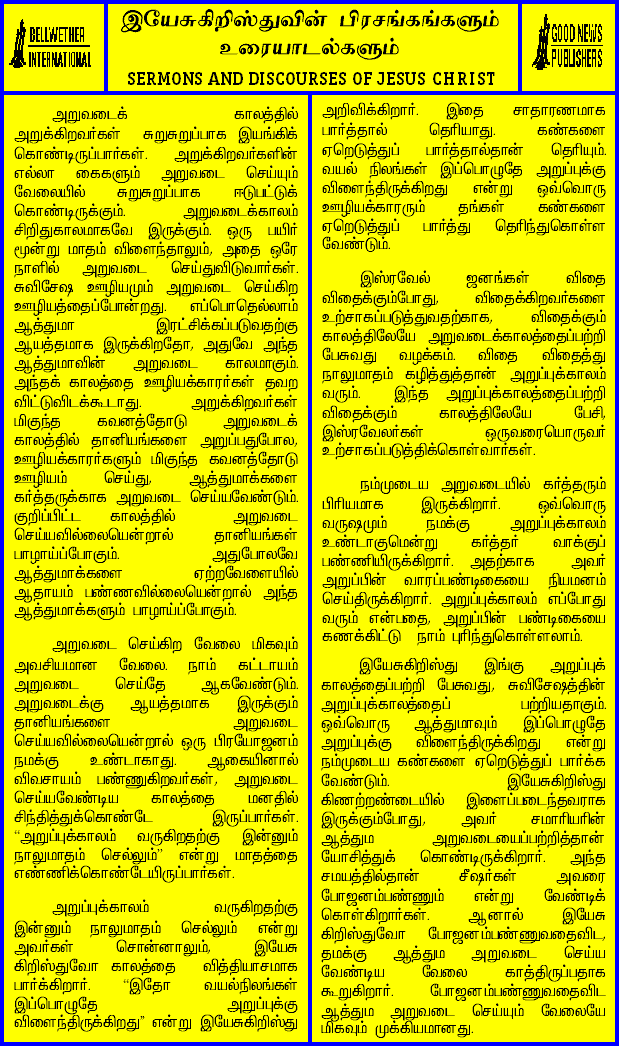 BELLWETHER
INTERNATIONAL
இயேசுகிறிஸ்துவின் பிரசங்கங்களும்
உரையாடல்களும்
SERMONS AND DISCOURSES OF JESUS CHRIST
GOOD NEWS
PUBLISHERS
அறுவடைக் காலத்தில்
அறுக்கிறவர்கள் சுறுசுறுப்பாக இயங்கிக்
கொண்டிருப்பார்கள். அறுக்கிறவர்களின்
எல்லா கைகளும் அறுவடை செய்யும்
வேலையில் சுறுசுறுப்பாக ஈடுபட்டுக்
கொண்டிருக்கும். அறுவடைக்காலம்
சிறிதுகாலமாகவே இருக்கும். ஒரு பயிர்
மூன்று மாதம் விளைந்தாலும், அதை ஒரே
நாளில் அறுவடை செய்துவிடுவார்கள்.
சுவிசேஷ ஊழியமும் அறுவடை செய்கிற
ஊழியத்தைப்போன்றது. எப்பொதெல்லாம்
ஆத்துமா இரட்சிக்கப்படுவதற்கு
ஆயத்தமாக இருக்கிறதோ, அதுவே அந்த
ஆத்துமாவின் அறுவடை காலமாகும்.
அந்தக் காலத்தை ஊழியக்காரர்கள் தவற
விட்டுவிடக்கூடாது. அறுக்கிறவர்கள்
மிகுந்த கவனத்தோடு அறுவடைக்
காலத்தில் தானியங்களை அறுப்பதுபோல,
ஊழியக்காரர்களும் மிகுந்த கவனத்தோடு
ஊழியம் செய்து, ஆத்துமாக்களை
கர்த்தருக்காக அறுவடை செய்யவேண்டும்.
குறிப்பிட்ட காலத்தில் அறுவடை
செய்யவில்லையென்றால் தானியங்கள்
பாழாய்ப்போகும். அதுபோலவே
ஆத்துமாக்களை ஏற்றவேளையில்
ஆதாயம் பண்ணவில்லையென்றால் அந்த
ஆத்துமாக்களும் பாழாய்ப்போகும்.
அறுவடை செய்கிற வேலை மிகவும்
அவசியமான வேலை. நாம் கட்டாயம்
அறுவடை செய்தே ஆகவேண்டும்.
அறுவடைக்கு ஆயத்தமாக இருக்கும்
தானியங்களை அறுவடை
செய்யவில்லையென்றால் ஒரு பிரயோஜனம்
நமக்கு உண்டாகாது. ஆகையினால்
விவசாயம் பண்ணுகிறவர்கள், அறுவடை
செய்யவேண்டிய காலத்தை மனதில்
சிந்தித்துக்கொண்டே இருப்பார்கள்.
“அறுப்புக்காலம் வருகிறதற்கு இன்னும்
நாலுமாதம் செல்லும்” என்று மாதத்தை
எண்ணிக்கொண்டேயிருப்பார்கள்.
அறுப்புக்காலம் வருகிறதற்கு
இன்னும் நாலுமாதம் செல்லும் என்று
அவர்கள் சொன்னாலும், இயேசு
கிறிஸ்துவோ காலத்தை வித்தியாசமாக
பார்க்கிறார். “இதோ வயல்நிலங்கள்
இப்பொழுதே அறுப்புக்கு
விளைந்திருக்கிறது” என்று இயேசுகிறிஸ்து
அறிவிக்கிறார். இதை சாதாரணமாக
பார்த்தால் தெரியாது. கண்களை
ஏறெடுத்துப் பார்த்தால்தான் தெரியும்.
வயல் நிலங்கள் இப்பொழுதே அறுப்புக்கு
விளைந்திருக்கிறது என்று ஒவ்வொரு
ஊழியக்காரரும் தங்கள் கண்களை
ஏறெடுத்துப் பார்த்து தெரிந்துகொள்ள
வேண்டும்.
இஸ்ரவேல் ஜனங்கள் விதை
விதைக்கும்போது, விதைக்கிறவர்களை
உற்சாகப்படுத்துவதற்காக, விதைக்கும்
காலத்திலேயே அறுவடைக்காலத்தைப்பற்றி
பேசுவது வழக்கம். விதை விதைத்து
நாலுமாதம் கழித்துத்தான் அறுப்புக்காலம்
வரும். இந்த அறுப்புக்காலத்தைப்பற்றி
விதைக்கும் காலத்திலேயே பேசி,
இஸ்ரவேலர்கள் ஒருவரையொருவர்
உற்சாகப்படுத்திக்கொள்வார்கள்.
நம்முடைய அறுவடையில் கர்த்தரும்
பிரியமாக இருக்கிறார். ஒவ்வொரு
வருஷமும் நமக்கு அறுப்புக்காலம்
உண்டாகுமென்று கர்த்தர் வாக்குப்
பண்ணியிருக்கிறார். அதற்காக அவர்
அறுப்பின் வாரப்பண்டிகையை நியமனம்
செய்திருக்கிறார். அறுப்புக்காலம் எப்போது
வரும் என்பதை, அறுப்பின் பண்டிகையை
கணக்கிட்டு நாம் புரிந்துகொள்ளலாம்.
இயேசுகிறிஸ்து இங்கு அறுப்புக்
காலத்தைப்பற்றி பேசுவது, சுவிசேஷத்தின்
அறுப்புக்காலத்தைப் பற்றியதாகும்.
ஒவ்வொரு ஆத்துமாவும் இப்பொழுதே
அறுப்புக்கு விளைந்திருக்கிறது என்று
நம்முடைய கண்களை ஏறெடுத்துப் பார்க்க
வேண்டும். இயேசுகிறிஸ்து
கிணற்றண்டையில் இளைப்படைந்தவராக
இருக்கும்போது, அவர் சமாரியரின்
ஆத்தும அறுவடையைப்பற்றித்தான்
யோசித்துக் கொண்டிருக்கிறார். அந்த
சமயத்தில்தான் சீஷர்கள் அவரை
போஜனம்பண்ணும் என்று வேண்டிக்
கொள்கிறார்கள். ஆனால் இயேசு
கிறிஸ்துவோ போஜனம்பண்ணுவதைவிட,
தமக்கு ஆத்தும அறுவடை செய்ய
வேண்டிய வேலை காத்திருப்பதாக
கூறுகிறார். போஜனம்பண்ணுவதைவிட
ஆத்தும அறுவடை செய்யும் வேலையே
மிகவும் முக்கியமானது.